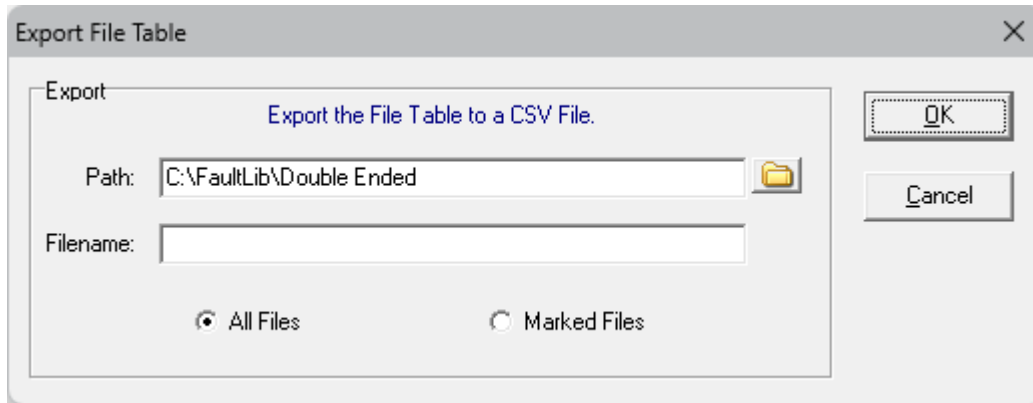 Export File Table
Export
Export the File Table to a CSV File.
OK
Path: C:\FaultLib\Double Ended
Cancel
Filename:
All Files Marked Files